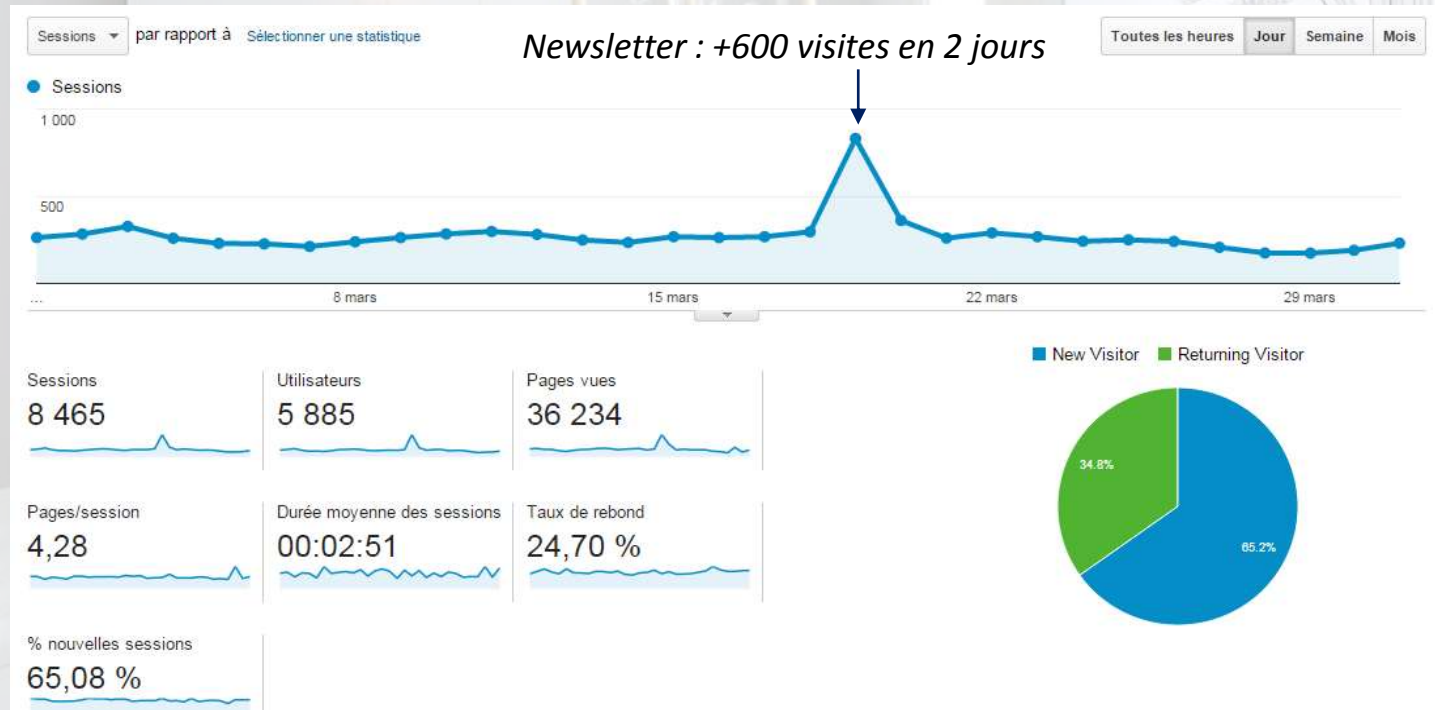 Sessions par rapport à Sélectionner une statistique
Newsletter : +600 visites en 2 jours
Toutes les heures Jour Semaine Mois
Sessions
1 000
500
... 8 mars 15 mars 22 mars 29 mars
New Visitor Returning Visitor
Sessions Utilisateurs Pages vues
8 465 5 885 36 234
34.8%
65.2%
Pages/session Durée moyenne des sessions Taux de rebond
4,28 00:02:51 24,70 %
% nouvelles sessions
65,08 %